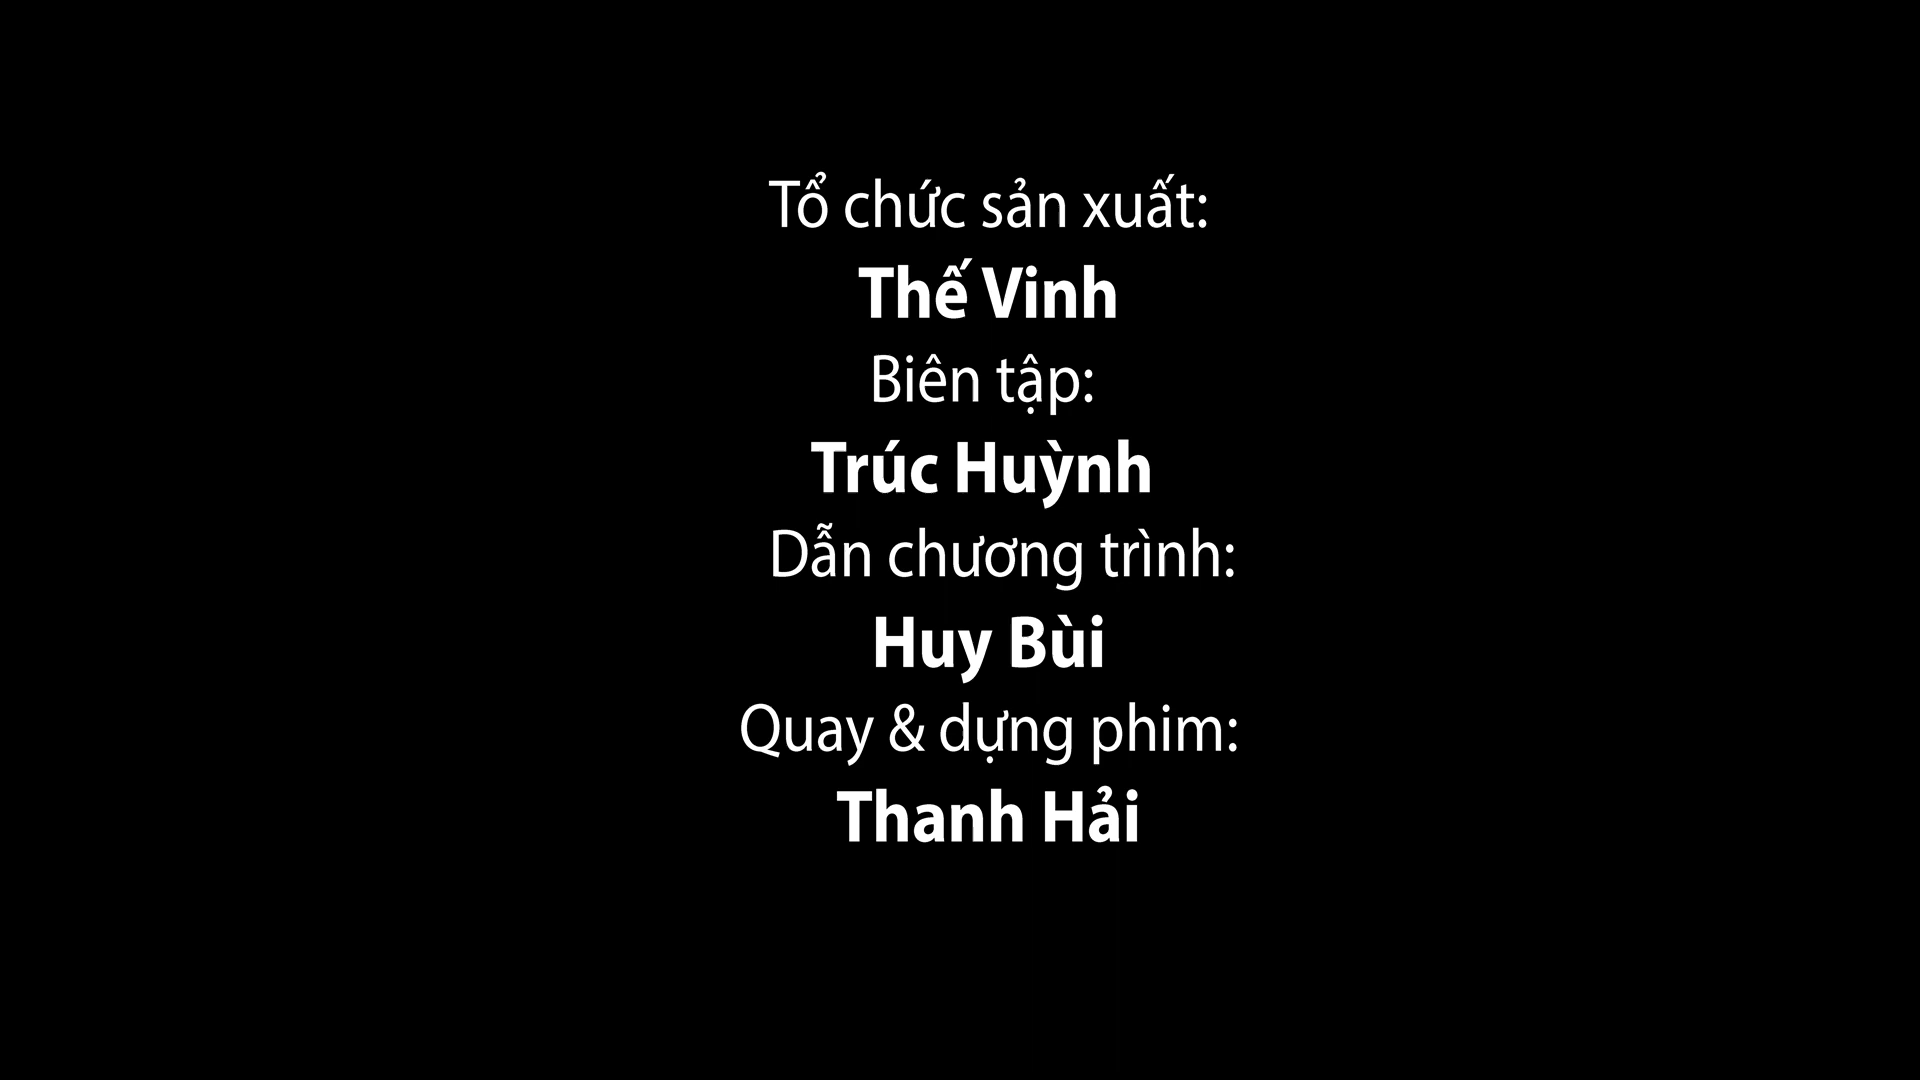 Tổ chức sản xuất:
Thế Vinh
Biên tập:
Trúc Huỳnh
Dẫn chương trình:
Huy Bùi
Quay & dựng phim:
Thanh Hải